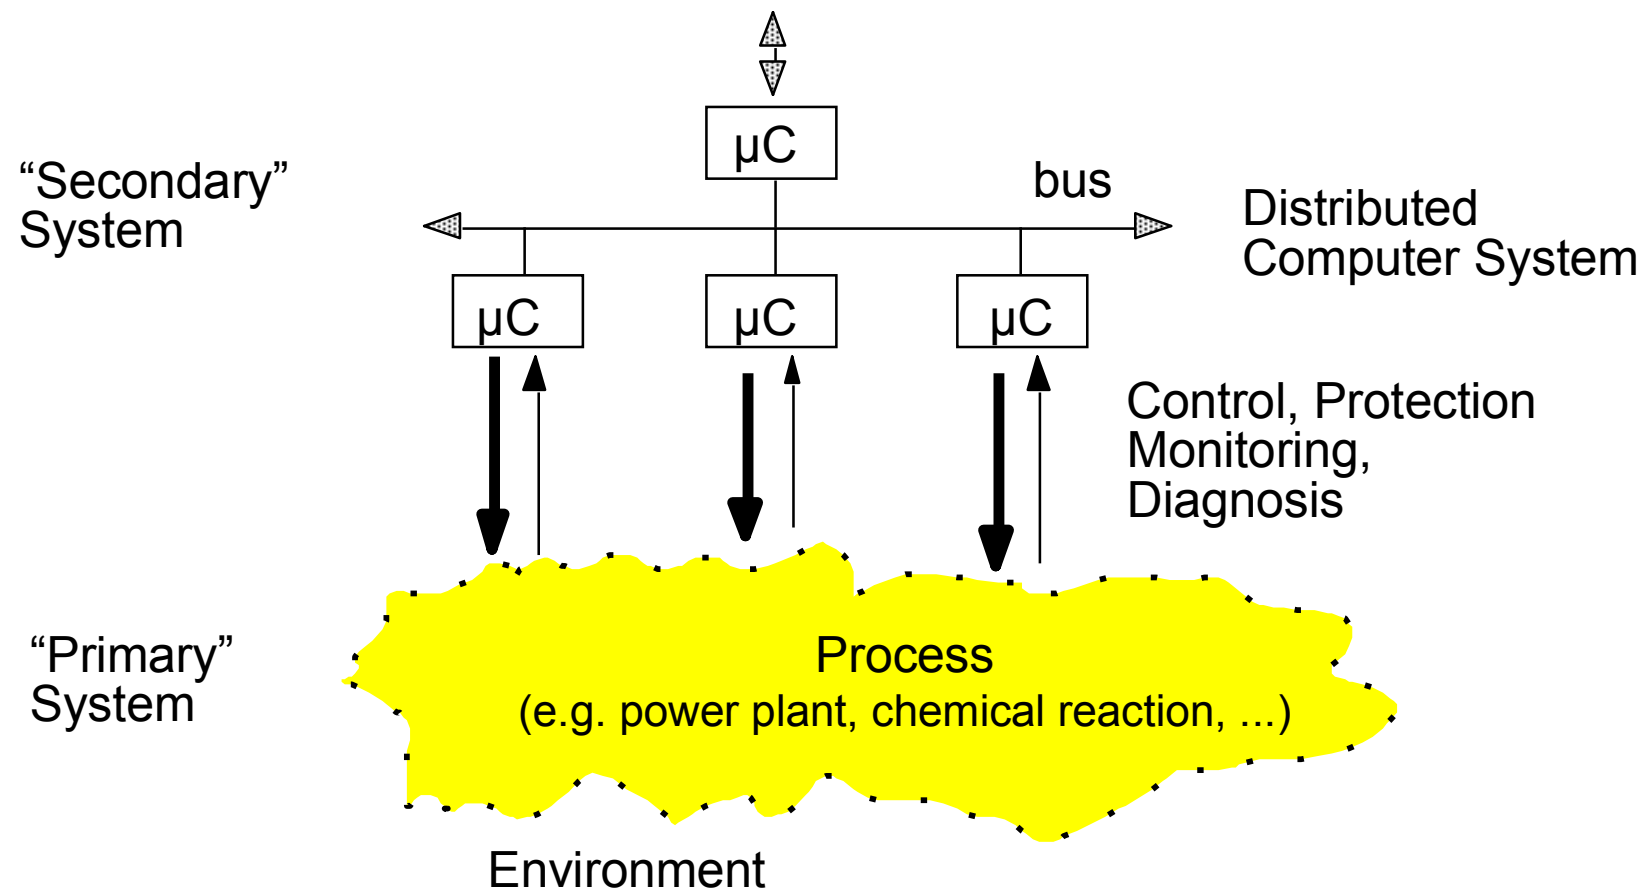 µC
“Secondary”
System
bus
Distributed
Computer System
µC
µC
µC
Control, Protection
Monitoring,
Diagnosis
“Primary”
System
Process
(e.g. power plant, chemical reaction, ...)
Environment